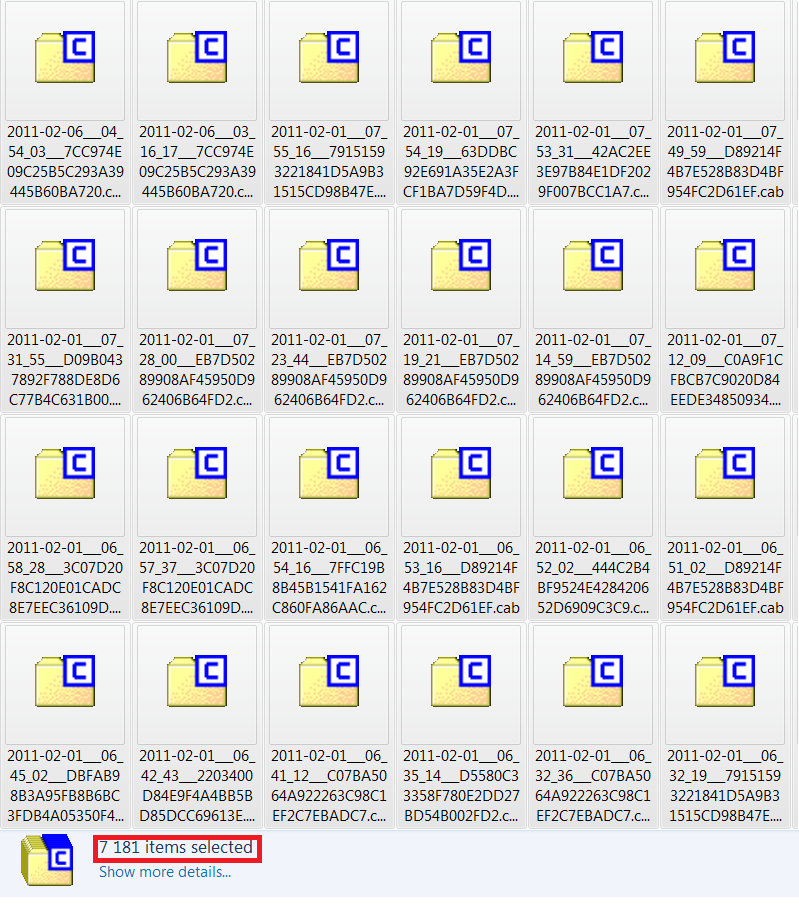 2011-02-06___04_
54_03___7CC974E
09C25B5C293A39
445B60BA720.c...
2011-02-06___03_
16_17___7CC974E
09C25B5C293A39
445B60BA720.c...
2011-02-01___07_
55_16___7915159
3221841D5A9B3
1515CD98B47E....
2011-02-01___07_
54_19___63DDBC
92E691A35E2A3F
CF1BA7D59F4D....
2011-02-01___07_
53_31___42AC2EE
3E97B84E1DF202
9F007BCC1A7.c...
2011-02-01___07_
49_59___D89214F
4B7E528B83D4BF
954FC2D61EF.cab
2011-02-01___07_
31_55___D09B043
7892F788DE8D6
C77B4C631B00....
2011-02-01___07_
28_00___EB7D502
89908AF45950D9
62406B64FD2.c...
2011-02-01___07_
23_44___EB7D502
89908AF45950D9
62406B64FD2.c...
2011-02-01___07_
19_21___EB7D502
89908AF45950D9
62406B64FD2.c...
2011-02-01___07_
14_59___EB7D502
89908AF45950D9
62406B64FD2.c...
2011-02-01___07_
12_09___C0A9F1C
FBCB7C9020D84
EEDE34850934....
2011-02-01___06_
58_28___3C07D20
F8C120E01CADC
8E7EEC36109D....
2011-02-01___06_
57_37___3C07D20
F8C120E01CADC
8E7EEC36109D....
2011-02-01___06_
54_16___7FFC19B
8B45B1541FA162
C860FA86AAC.c...
2011-02-01___06_
53_16___D89214F
4B7E528B83D4BF
954FC2D61EF.cab
2011-02-01___06_
52_02___444C2B4
BF9524E4284206
52D6909C3C9.c...
2011-02-01___06_
51_02___D89214F
4B7E528B83D4BF
954FC2D61EF.cab
2011-02-01___06_
45_02___DBFAB9
8B3A95FB8B6BC
3FDB4A05350F4...
2011-02-01___06_
42_43___2203400
D84E9F4A4BB5B
D85DCC69613E....
2011-02-01___06_
41_12___C07BA50
64A922263C98C1
EF2C7EBADC7.c...
2011-02-01___06_
35_14___D5580C3
3358F780E2DD27
BD54B002FD2.c...
2011-02-01___06_
32_36___C07BA50
64A922263C98C1
EF2C7EBADC7.c...
2011-02-01___06_
32_19___7915159
3221841D5A9B3
1515CD98B47E....
7 181 items selected
Show more details...